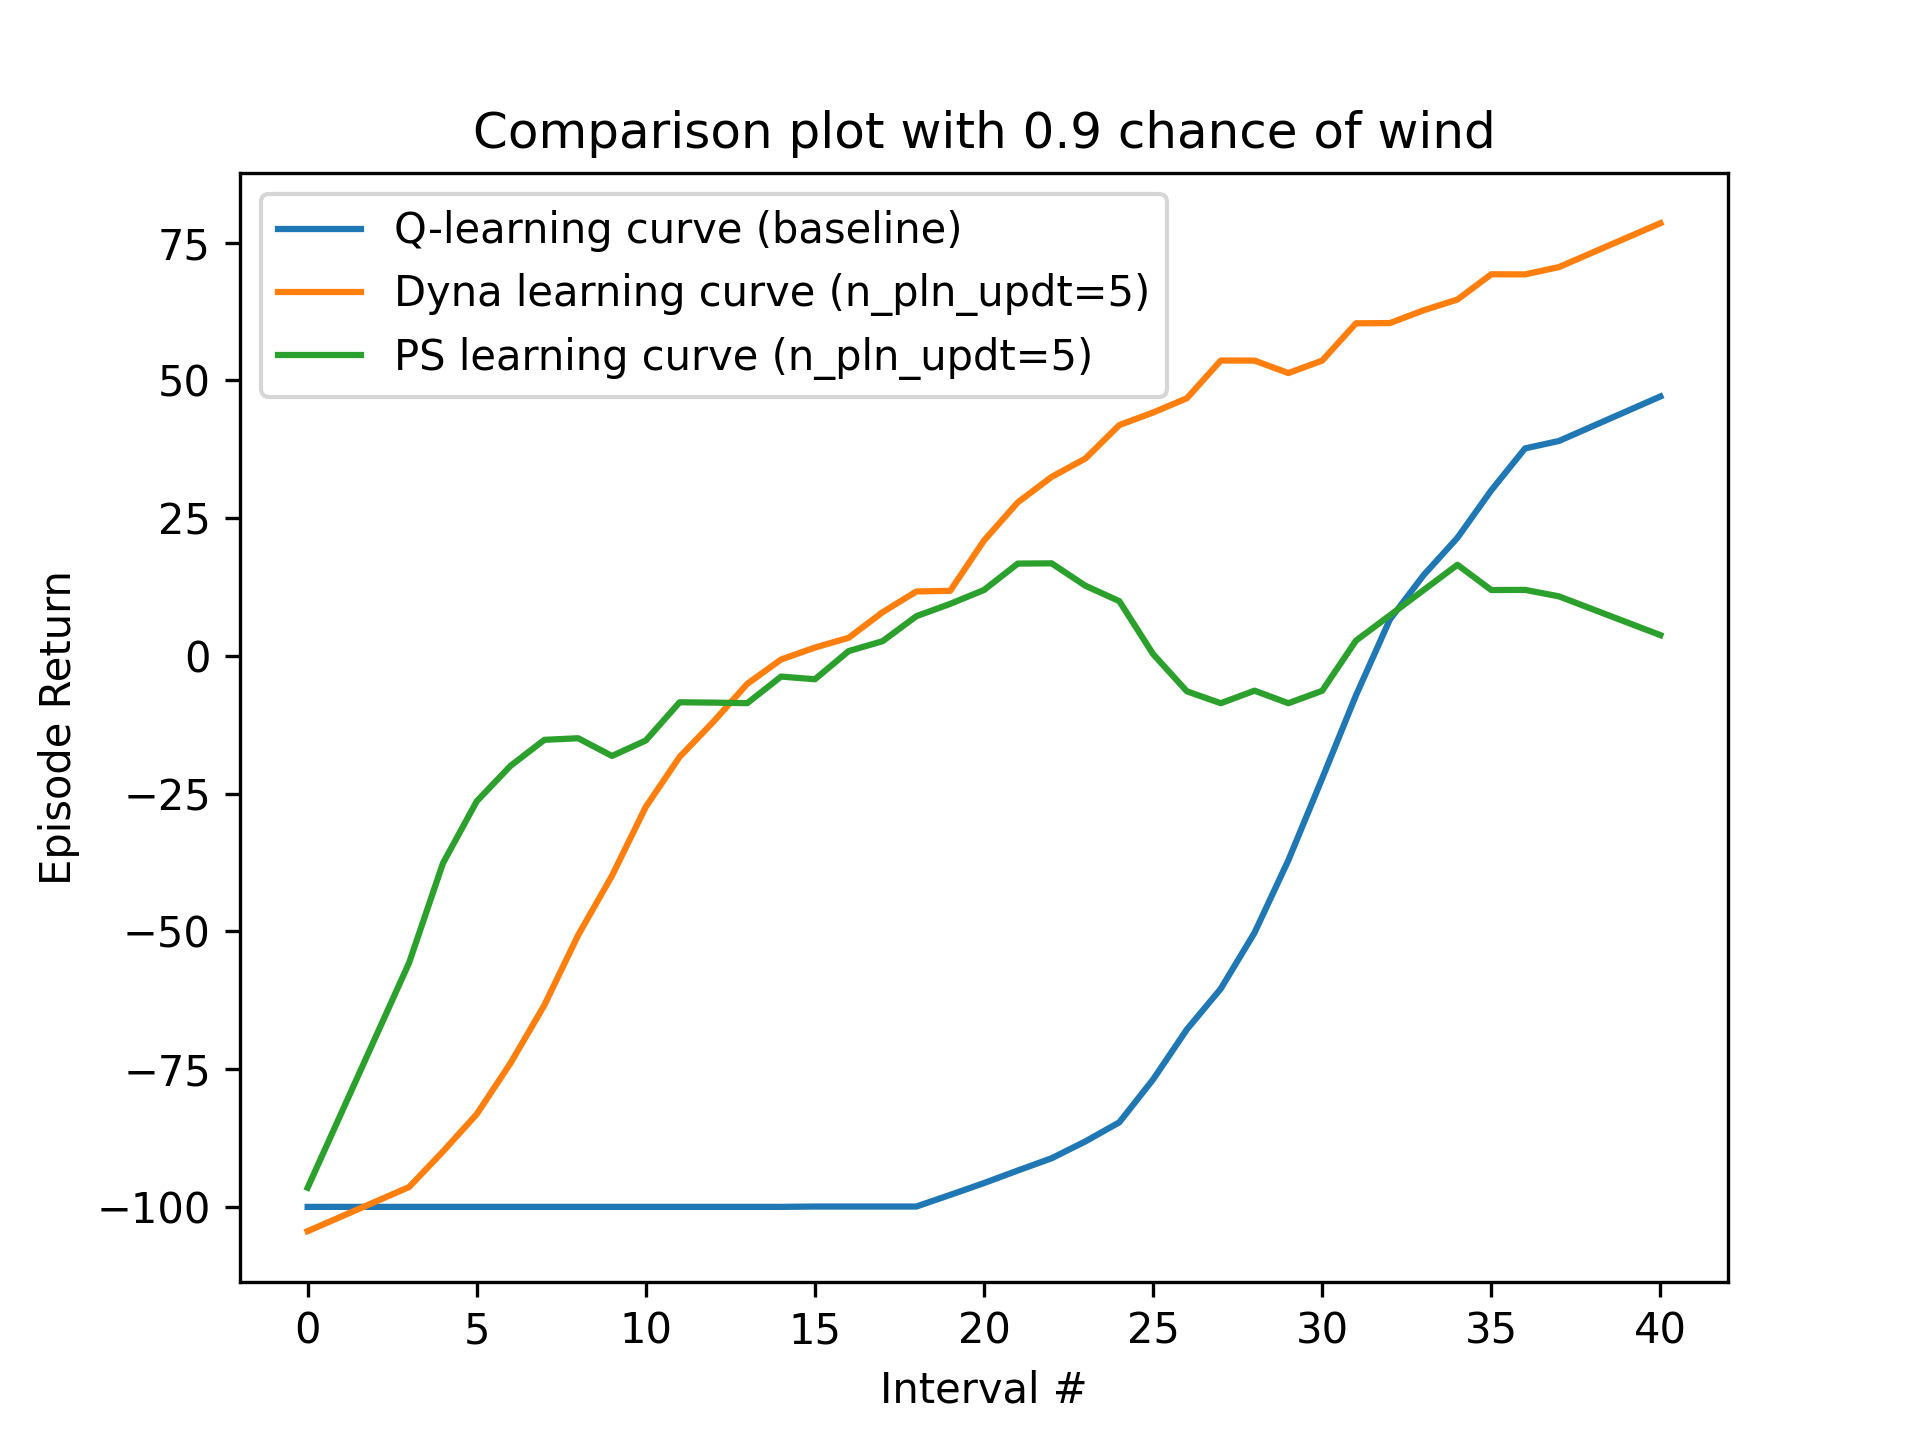 Comparison plot with 0.9 chance of wind
Q-learning curve (baseline)
Dyna learning curve (n_pln_updt=5)
PS learning curve (n_pln_updt=5)
75
50
25
0
−25
−50
−75
−100
Episode Return
0 5 10 15 20 25 30 35 40
Interval #